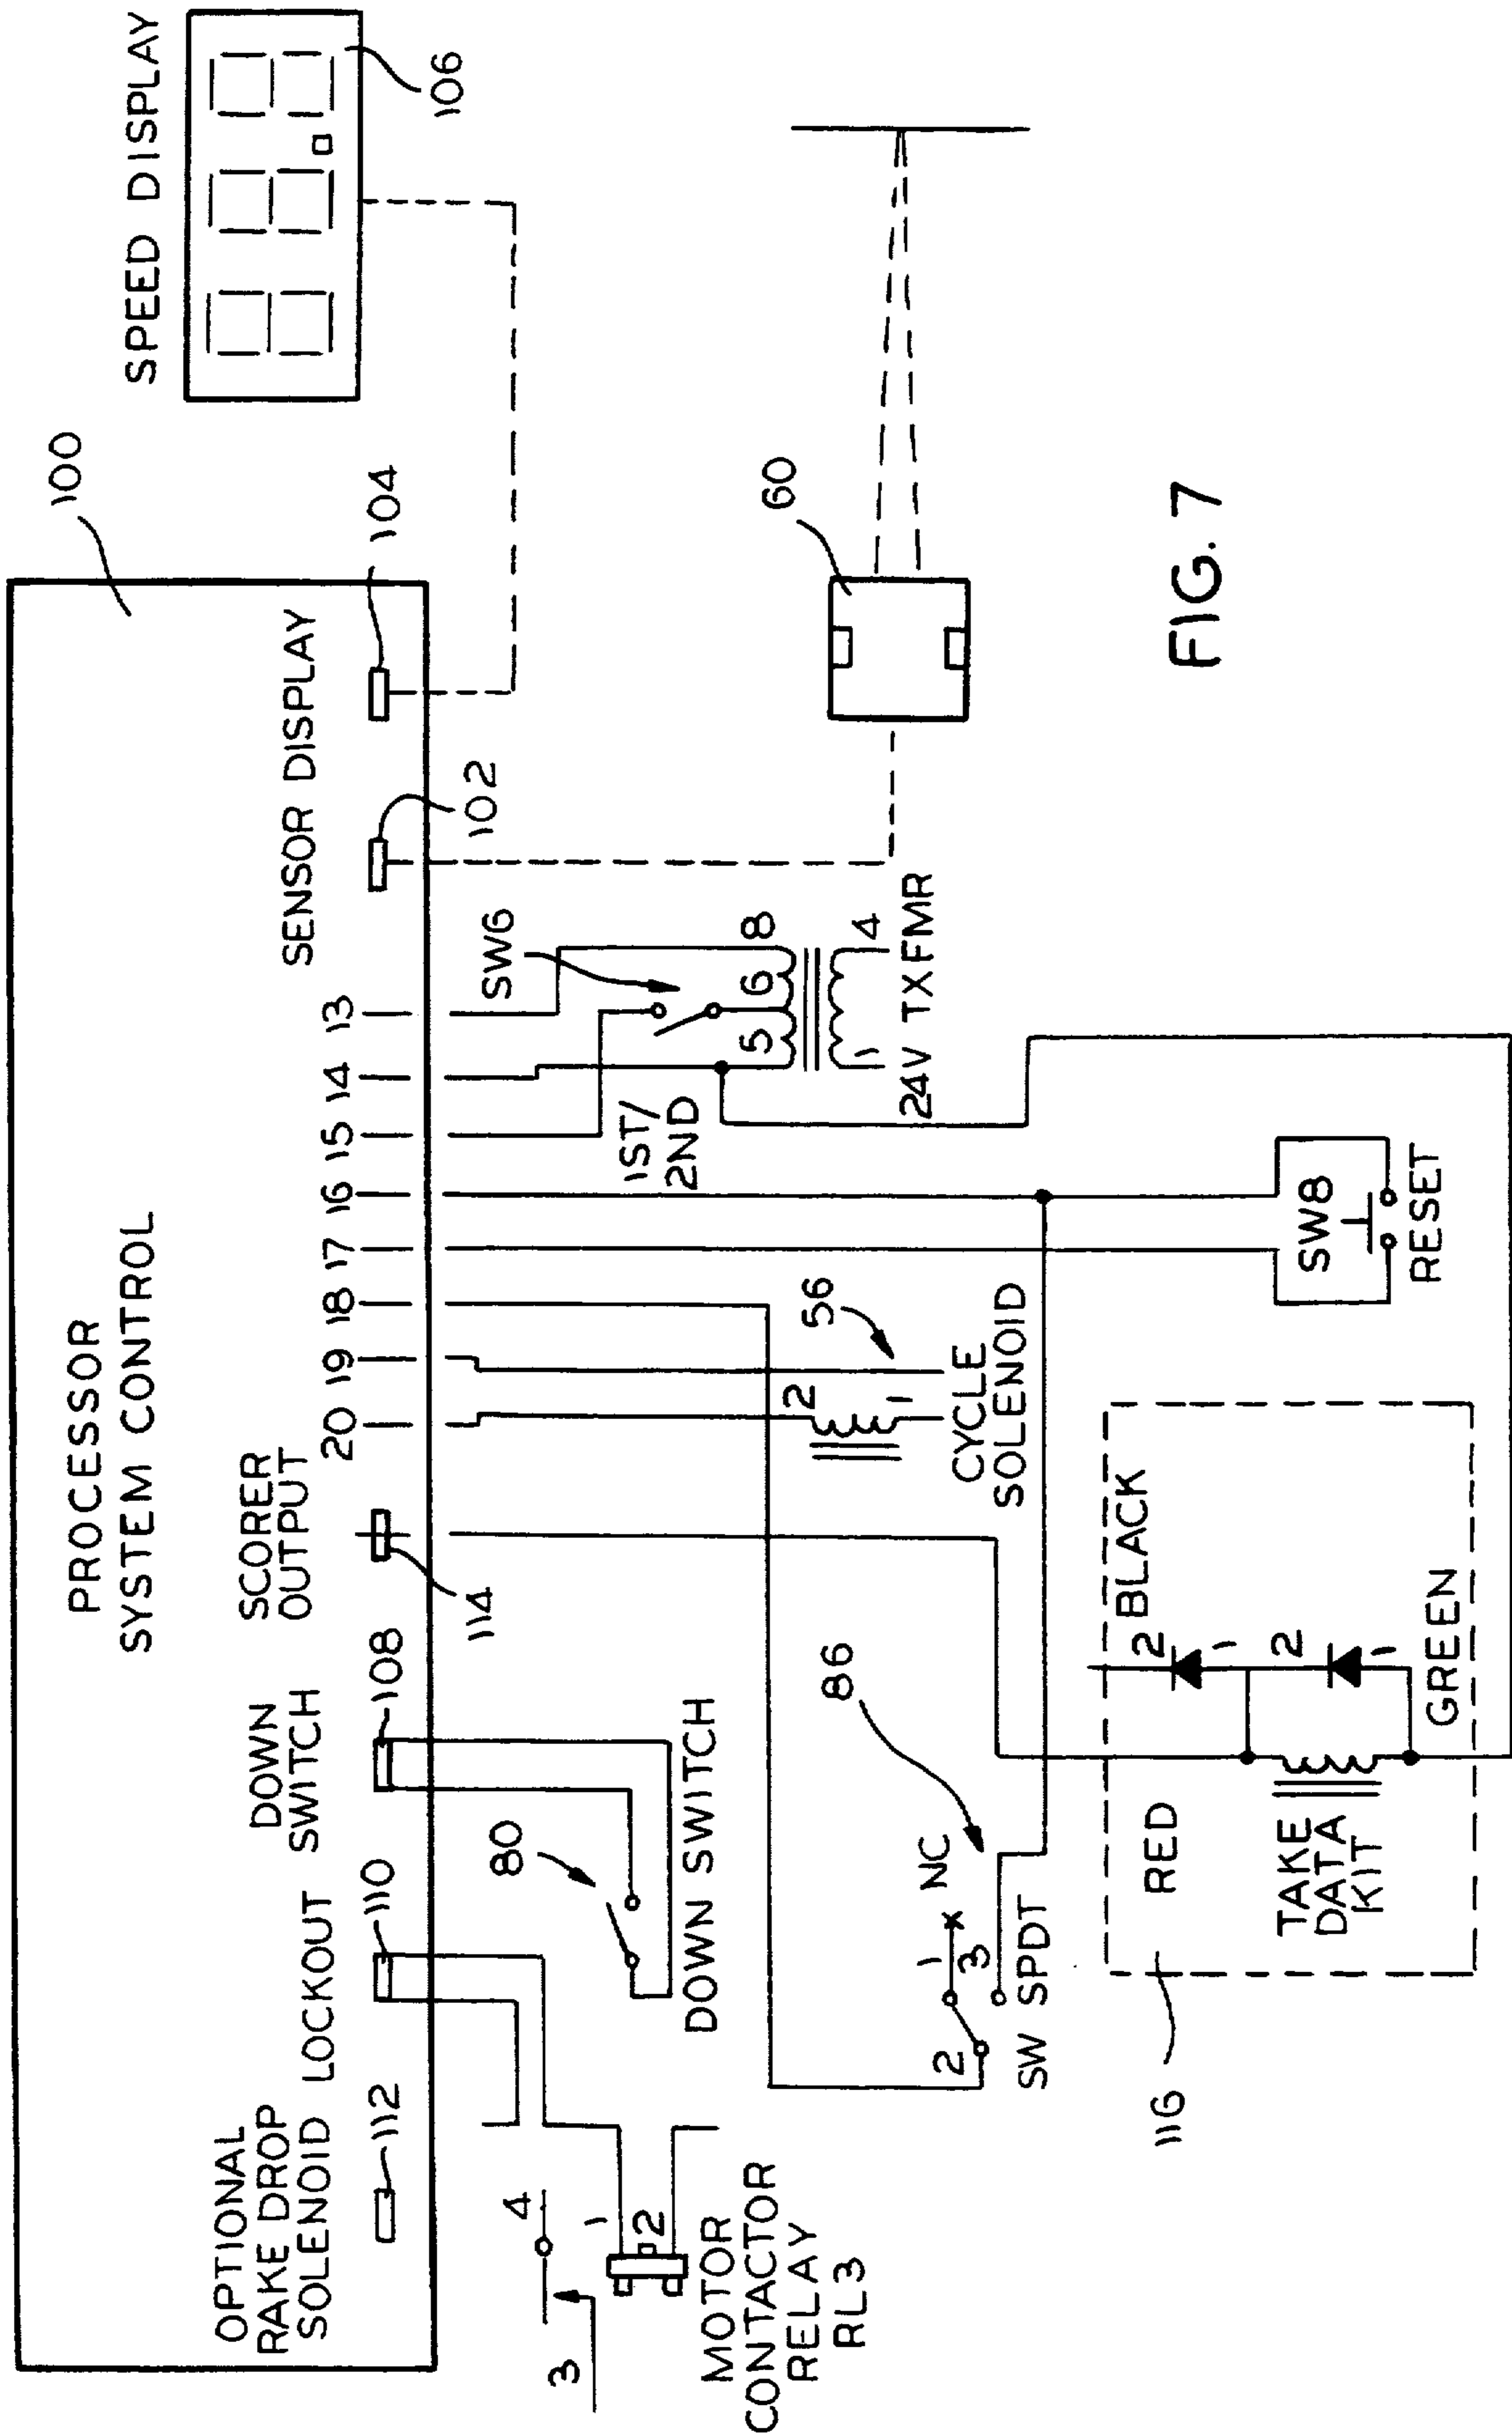 PROCESSOR
SYSTEM CONTROL
100
SPEED DISPLAY
106
OPTIONAL
RAKE DROP
SOLENOID
112
LOCKOUT
110
DOWN
SWITCH
108
SCORER
OUTPUT
114
20 19 18 17 16 15 14 13
SENSOR DISPLAY
102
104
3
4
1
2
MOTOR
CONTACTOR
RELAY
RL3
80
DOWN SWITCH
2
1
56
CYCLE
SOLENOID
1ST/
2ND
SW6
5 6 8
1 4
24V TXFMR
60
86
NC
1
2
3
SW SPDT
116
RED
BLACK
2
1
2
1
TAKE
DATA
KIT
GREEN
SW8
RESET
FIG. 7